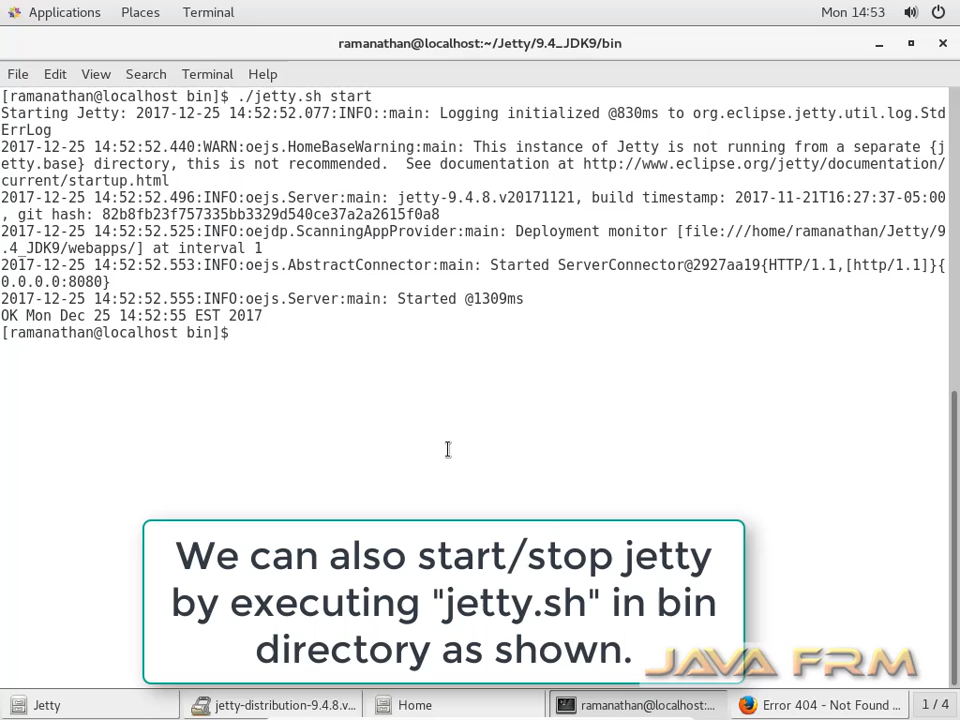 Applications Places Terminal Mon 14:53
ramanathan@localhost:~/Jetty/9.4_JDK9/bin
File Edit View Search Terminal Help
[ramanathan@localhost bin]$ ./jetty.sh start
Starting Jetty: 2017-12-25 14:52:52.077:INFO::main: Logging initialized @830ms to org.eclipse.jetty.util.log.Std
ErrLog
2017-12-25 14:52:52.440:WARN:oejs.HomeBaseWarning:main: This instance of Jetty is not running from a separate {j
etty.base} directory, this is not recommended.  See documentation at http://www.eclipse.org/jetty/documentation/
current/startup.html
2017-12-25 14:52:52.496:INFO:oejs.Server:main: jetty-9.4.8.v20171121, build timestamp: 2017-11-21T16:27:37-05:00
, git hash: 82b8fb23f757335bb3329d540ce37a2a2615f0a8
2017-12-25 14:52:52.525:INFO:oejdp.ScanningAppProvider:main: Deployment monitor [file:///home/ramanathan/Jetty/9
.4_JDK9/webapps/] at interval 1
2017-12-25 14:52:52.553:INFO:oejs.AbstractConnector:main: Started ServerConnector@2927aa19{HTTP/1.1,[http/1.1]}{
0.0.0.0:8080}
2017-12-25 14:52:52.555:INFO:oejs.Server:main: Started @1309ms
OK Mon Dec 25 14:52:55 EST 2017
[ramanathan@localhost bin]$
We can also start/stop jetty
by executing "jetty.sh" in bin
directory as shown.
JAVA FRM
Jetty jetty-distribution-9.4.8.v... Home ramanathan@localhost:... Error 404 - Not Found ... 1 / 4